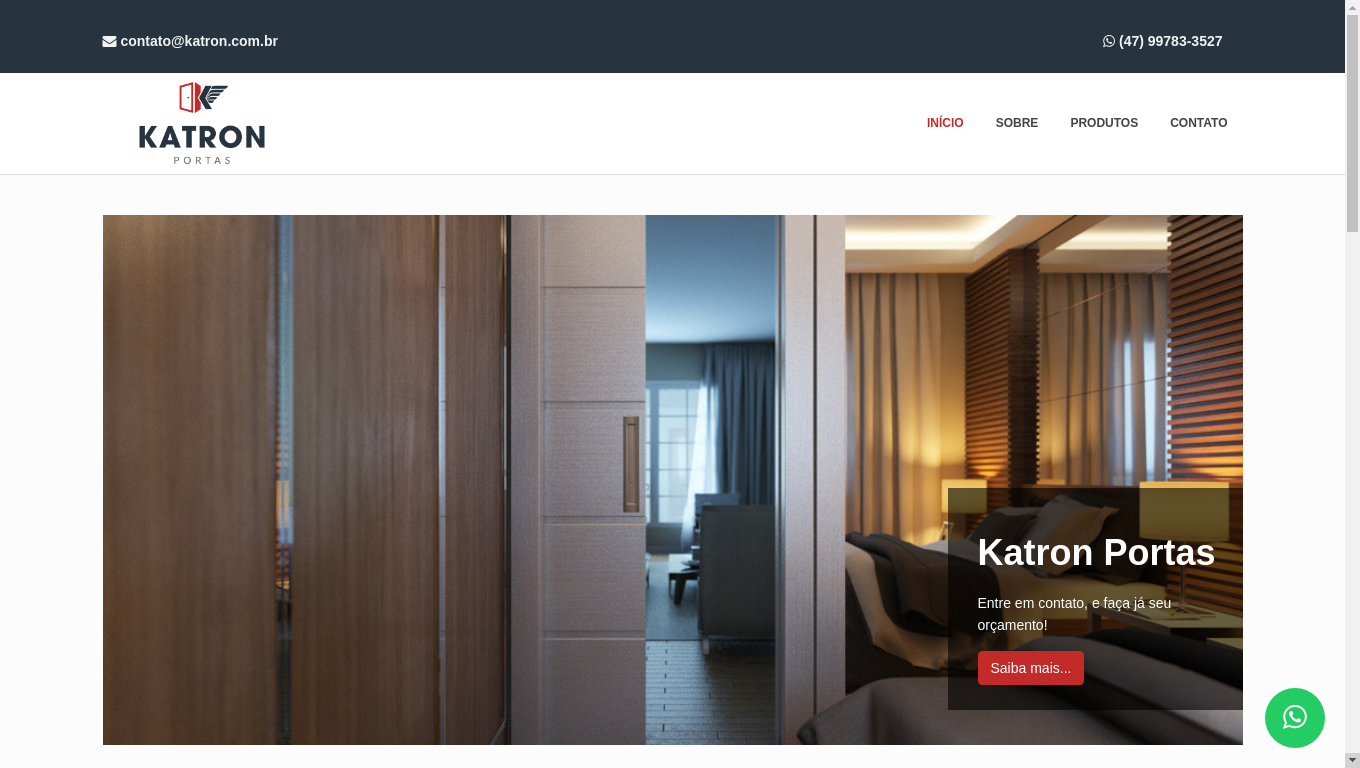 contato@katron.com.br
(47) 99783-3527
KATRON
PORTAS
INÍCIO
SOBRE
PRODUTOS
CONTATO
Katron Portas
Entre em contato, e faça já seu
orçamento!
Saiba mais...